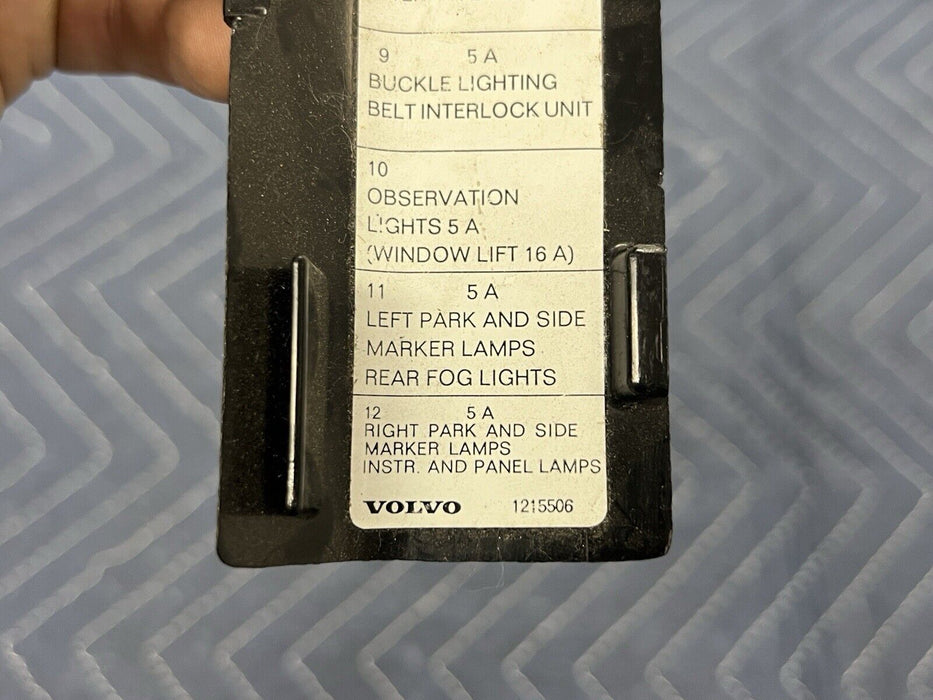 9 5 A
BUCKLE LIGHTING
BELT INTERLOCK UNIT
10
OBSERVATION
LIGHTS 5 A
(WINDOW LIFT 16 A)
11 5 A
LEFT PARK AND SIDE
MARKER LAMPS
REAR FOG LIGHTS
12 5 A
RIGHT PARK AND SIDE
MARKER LAMPS
INSTR. AND PANEL LAMPS
VOLVO 1215506